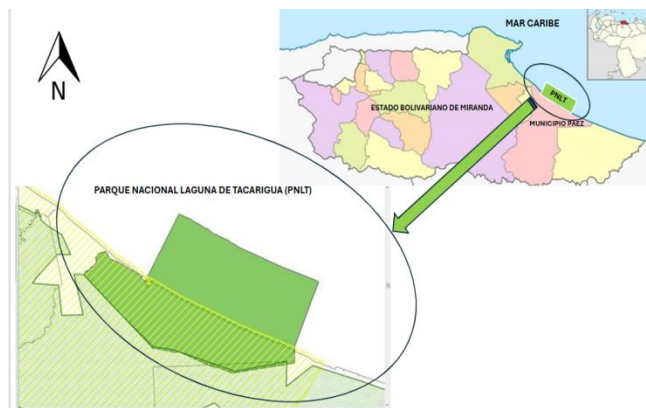 MAR CARIBE
N
PNLT
ESTADO BOLIVARIANO DE MIRANDA
MUNICIPIO PAEZ
PARQUE NACIONAL LAGUNA DE TACARIGUA (PNLT)